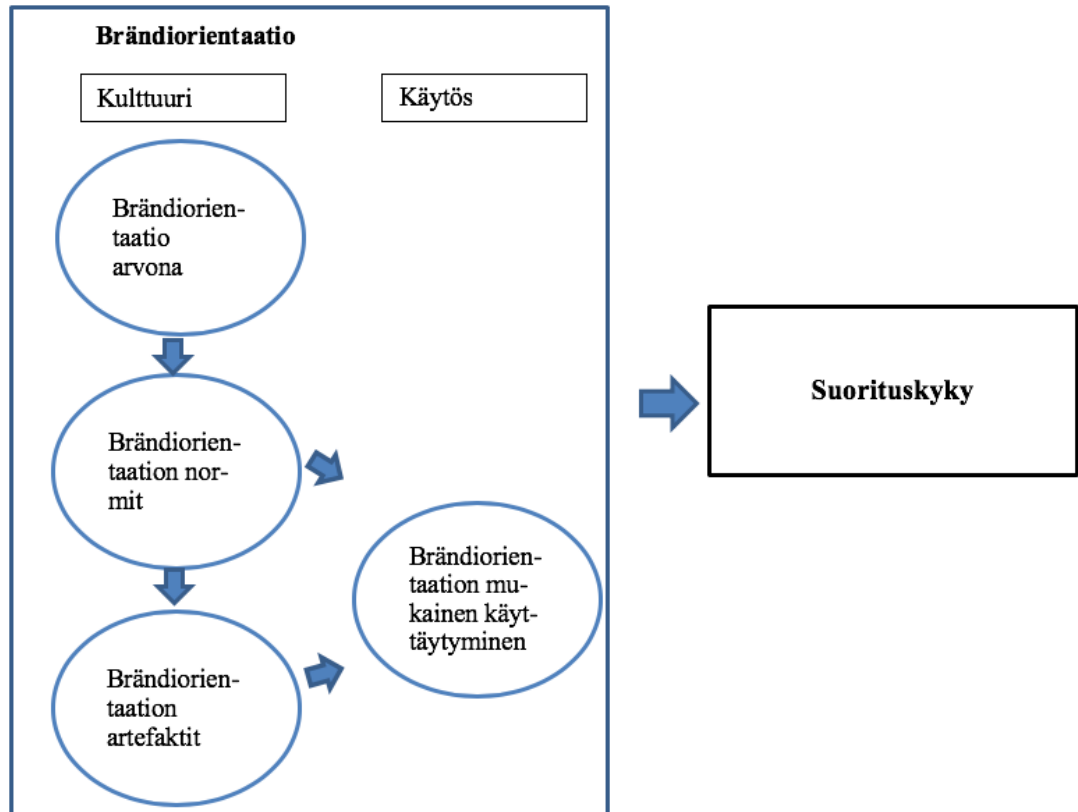 Brändiorientaatio
Kulttuuri
Käytös
Brändiorien-
taatio
arvona
Brändiorien-
taation nor-
mit
Brändiorien-
taation mu-
kainen käyt-
täytyminen
Brändiorien-
taation
artefaktit
Suorituskyky